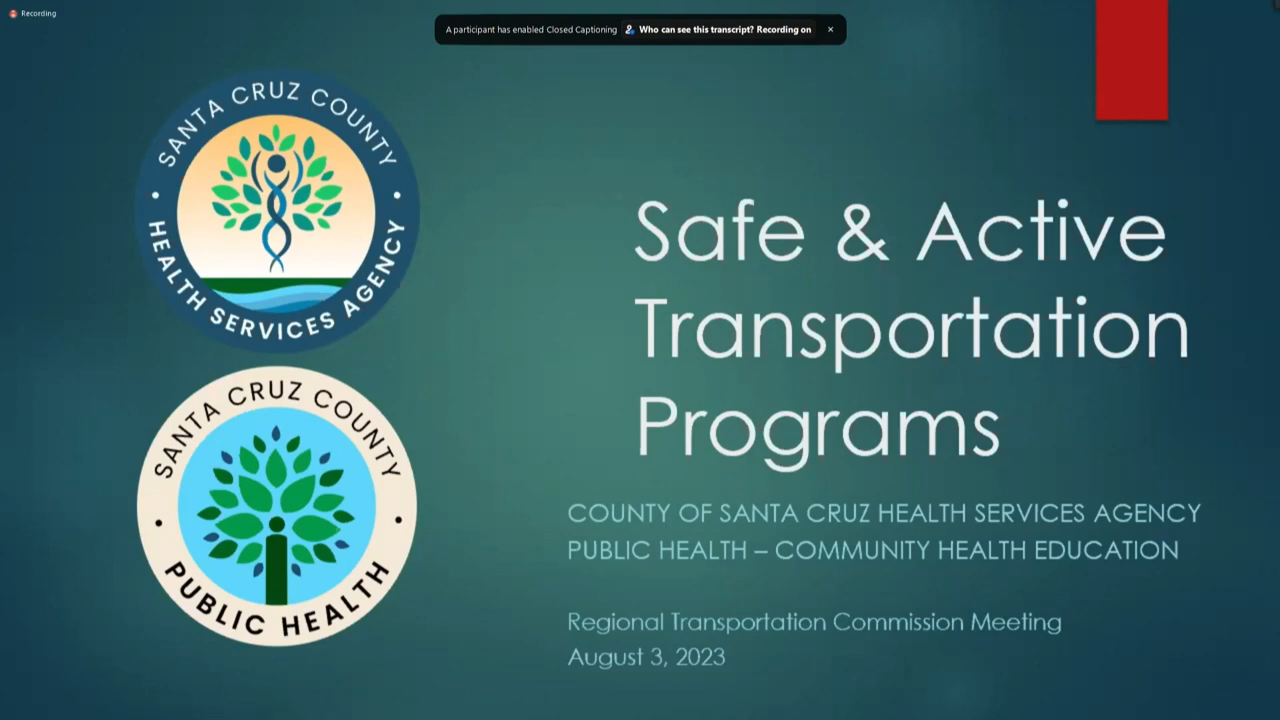 Recording
A participant has enabled Closed Captioning Who can see this transcript? Recording on ×
SANTA CRUZ COUNTY
• HEALTH SERVICES AGENCY •
SANTA CRUZ COUNTY
• PUBLIC HEALTH •
Safe & Active
Transportation
Programs
COUNTY OF SANTA CRUZ HEALTH SERVICES AGENCY
PUBLIC HEALTH – COMMUNITY HEALTH EDUCATION
Regional Transportation Commission Meeting
August 3, 2023